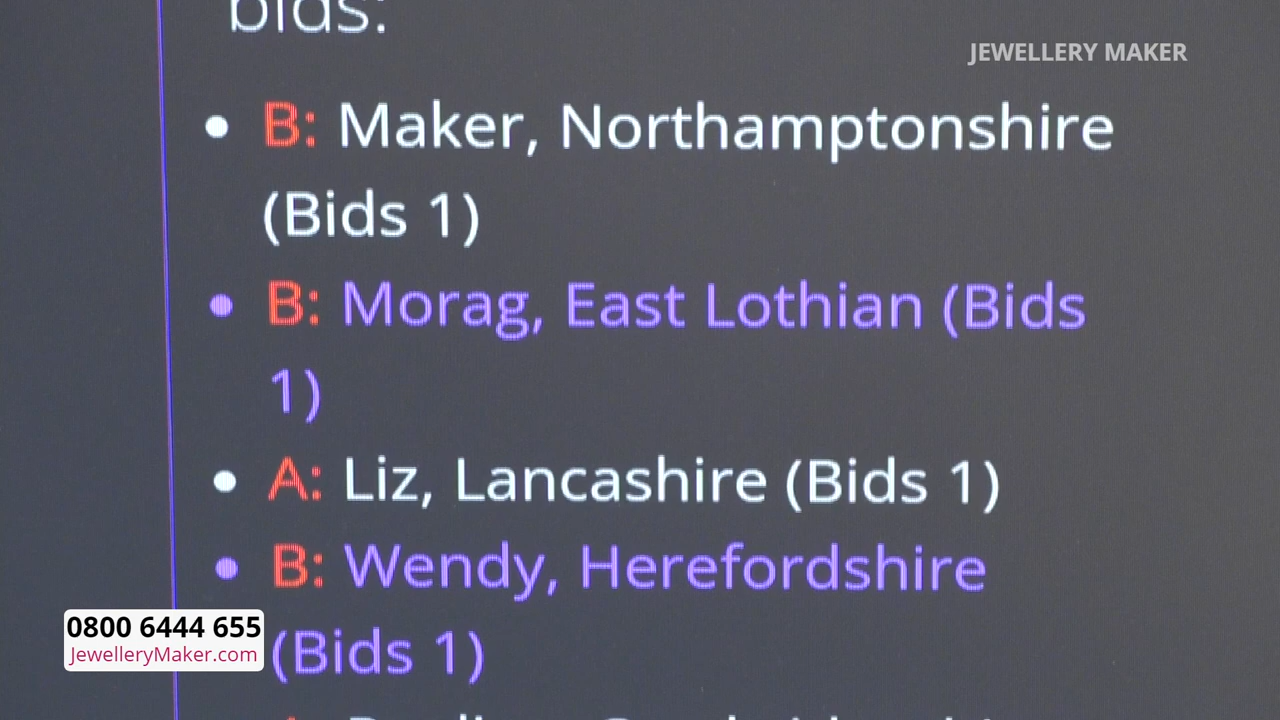 bids:
JEWELLERY MAKER
B: Maker, Northamptonshire
(Bids 1)
B: Morag, East Lothian (Bids
1)
A: Liz, Lancashire (Bids 1)
B: Wendy, Herefordshire
(Bids 1)
0800 6444 655
JewelleryMaker.com